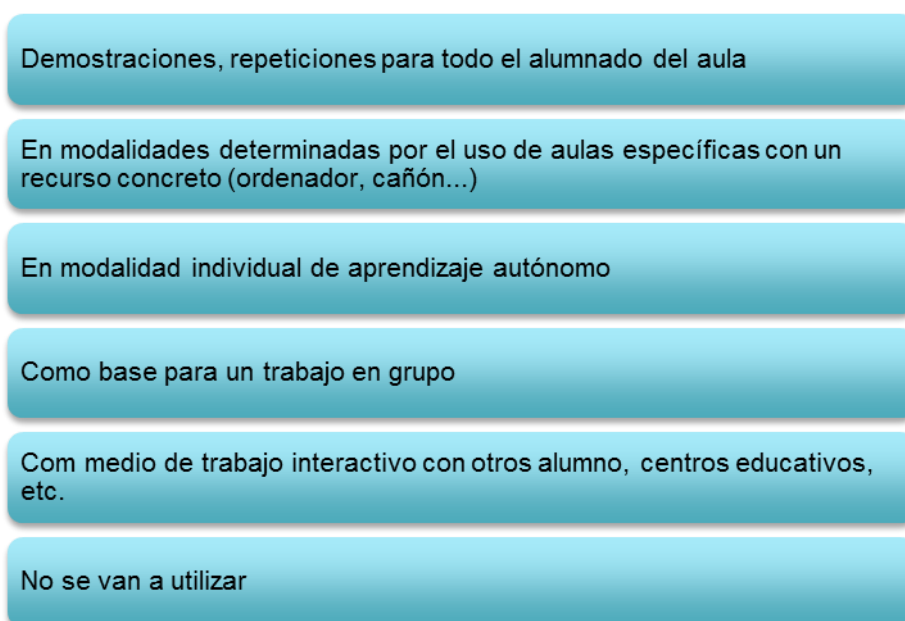 Demostraciones, repeticiones para todo el alumnado del aula
En modalidades determinadas por el uso de aulas específicas con un
recurso concreto (ordenador, cañón...)
En modalidad individual de aprendizaje autónomo
Como base para un trabajo en grupo
Com medio de trabajo interactivo con otros alumno, centros educativos,
etc.
No se van a utilizar